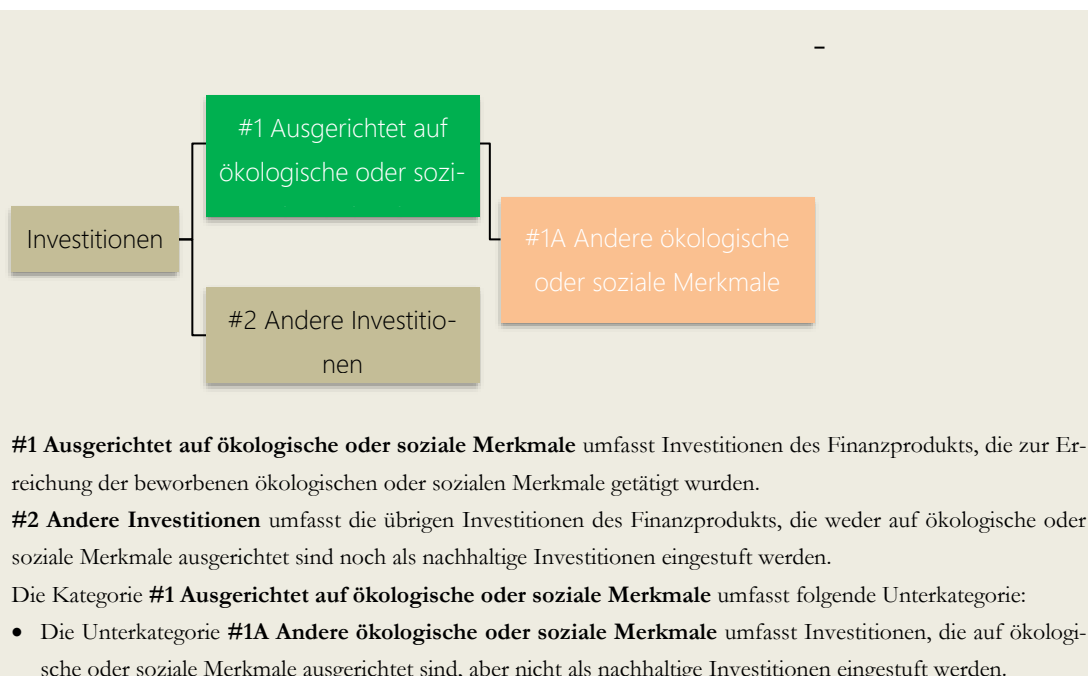 -
#1 Ausgerichtet auf
ökologische oder sozi-
Investitionen
#1A Andere ökologische
oder soziale Merkmale
#2 Andere Investitio-
nen
#1 Ausgerichtet auf ökologische oder soziale Merkmale umfasst Investitionen des Finanzprodukts, die zur Er-
reichung der beworbenen ökologischen oder sozialen Merkmale getätigt wurden.
#2 Andere Investitionen umfasst die übrigen Investitionen des Finanzprodukts, die weder auf ökologische oder
soziale Merkmale ausgerichtet sind noch als nachhaltige Investitionen eingestuft werden.
Die Kategorie #1 Ausgerichtet auf ökologische oder soziale Merkmale umfasst folgende Unterkategorie:
• Die Unterkategorie #1A Andere ökologische oder soziale Merkmale umfasst Investitionen, die auf ökologi-
sche oder soziale Merkmale ausgerichtet sind, aber nicht als nachhaltige Investitionen eingestuft werden.